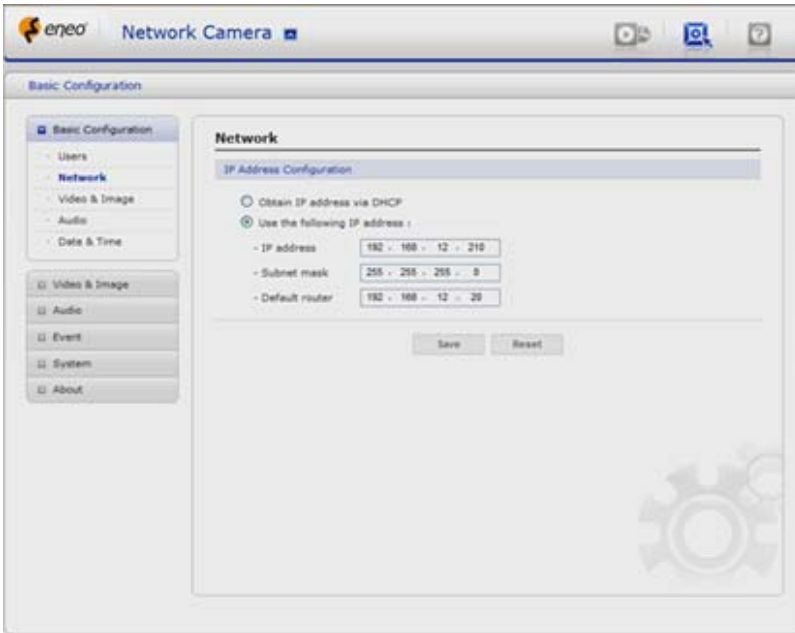 eneo Network Camera
Basic Configuration
Basic Configuration
Users
Network
Video & Image
Audio
Date & Time
Video & Image
Audio
Event
System
About
Network
IP Address Configuration
Obtain IP address via DHCP
Use the following IP address :
- IP address 192 . 168 . 12 . 210
- Subnet mask 255 . 255 . 255 . 0
- Default router 192 . 168 . 12 . 20
Save Reset